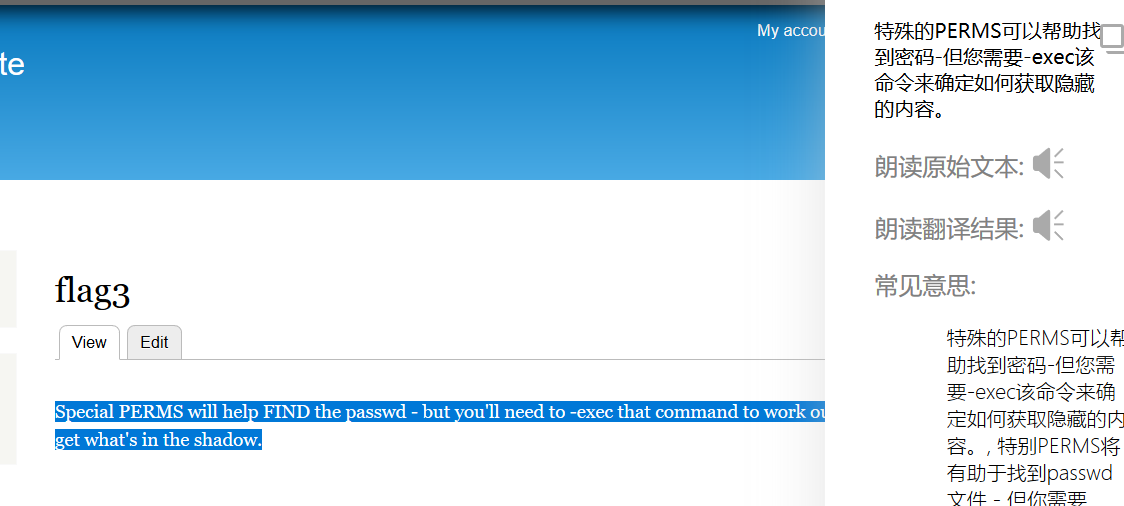 My accou
te
flag3
View
Edit
Special PERMS will help FIND the passwd - but you'll need to -exec that command to work ou
get what's in the shadow.
特殊的PERMS可以帮助找
到密码-但您需要-exec该
命令来确定如何获取隐藏
的内容。
朗读原始文本:
朗读翻译结果:
常见意思:
特殊的PERMS可以帮
助找到密码-但您需
要-exec该命令来确
定如何获取隐藏的内
容。, 特别PERMS将
有助于找到passwd
文件 - 但你需要